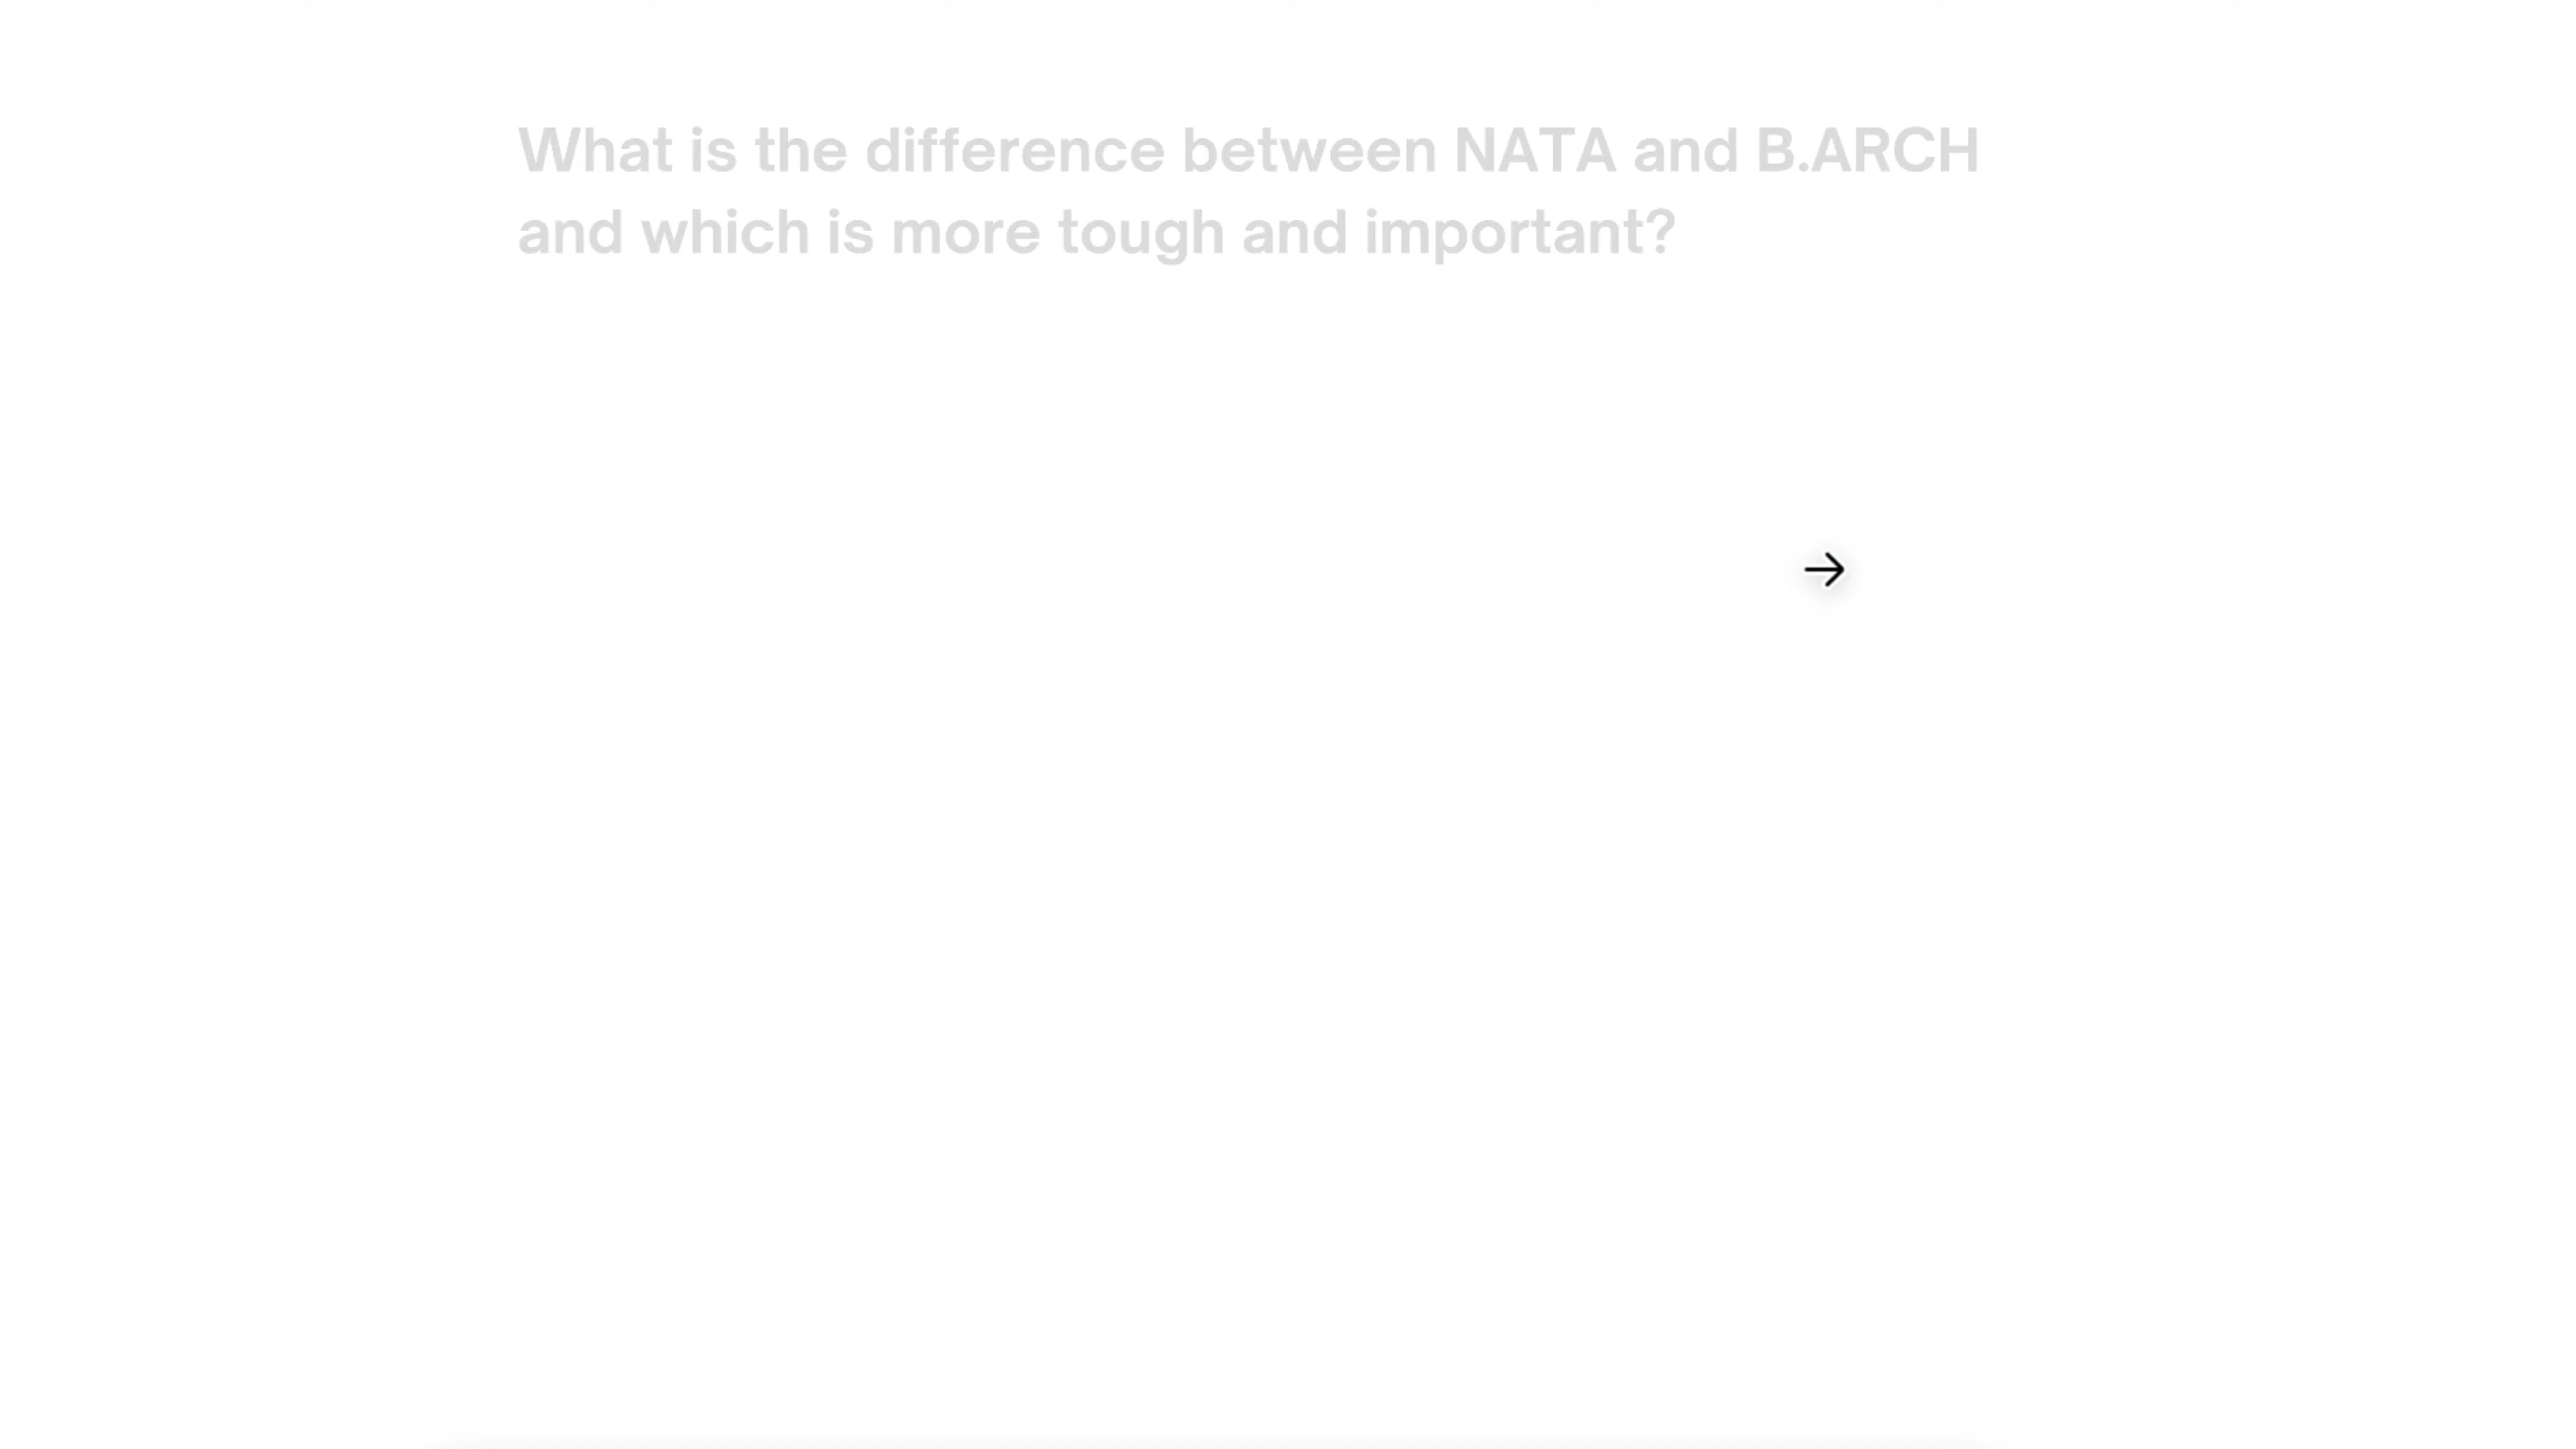 What is the difference between NATA and B.ARCH
and which is more tough and important?